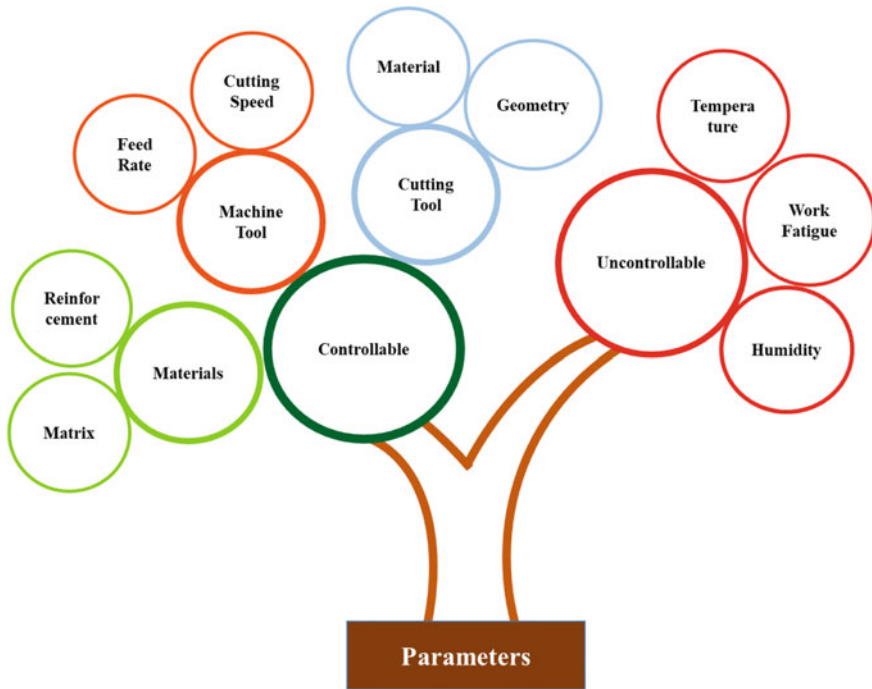 Material
Cutting
Speed
Geometry
Tempera
ture
Feed
Rate
Cutting
Tool
Machine
Tool
Work
Fatigue
Uncontrollable
Reinfor
cement
Controllable
Humidity
Materials
Matrix
Parameters